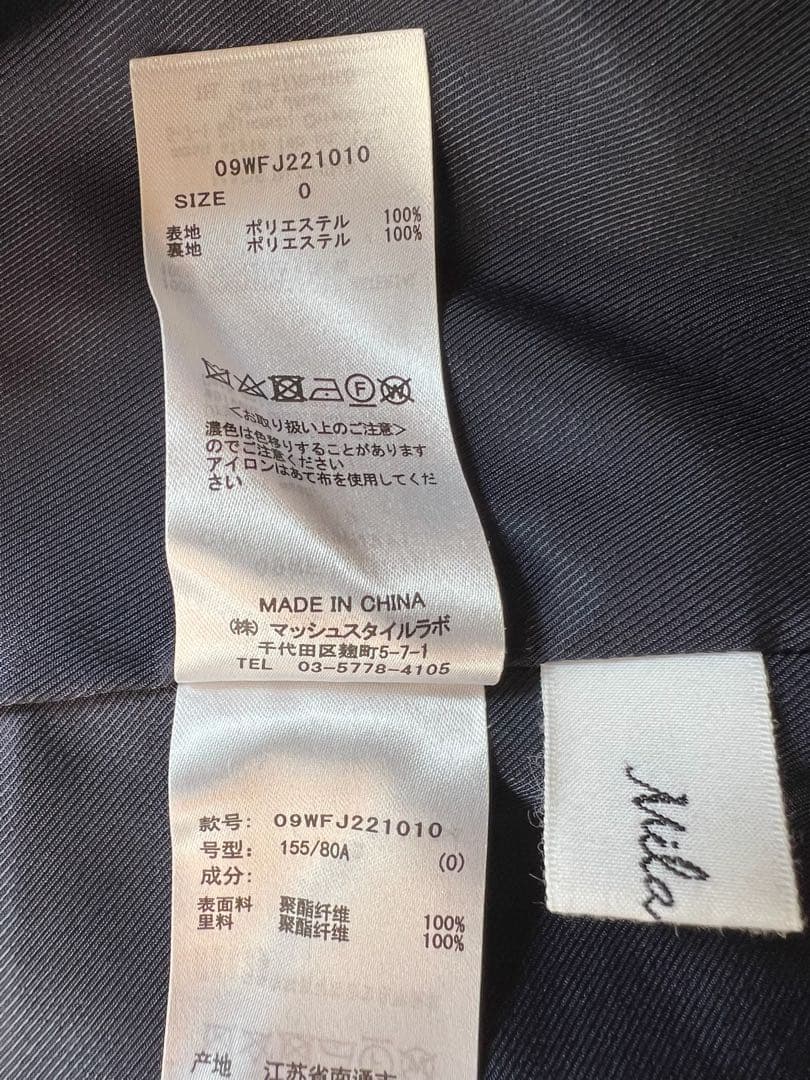 09WFJ221010
SIZE 0
表地 ポリエステル 100%
裏地 ポリエステル 100%
F W
<お取り扱い上のご注意>
濃色は色移りすることがあります
のでご注意ください
アイロンはあて布を使用してくだ
さい
MADE IN CHINA
(株) マッシュスタイルラボ
千代田区麹町5-7-1
TEL 03-5778-4105
款号: 09WFJ221010
号型: 155/80A (0)
成分:
表面料 聚酯纤维 100%
里料 聚酯纤维 100%
产地 江苏省南通市
Mila